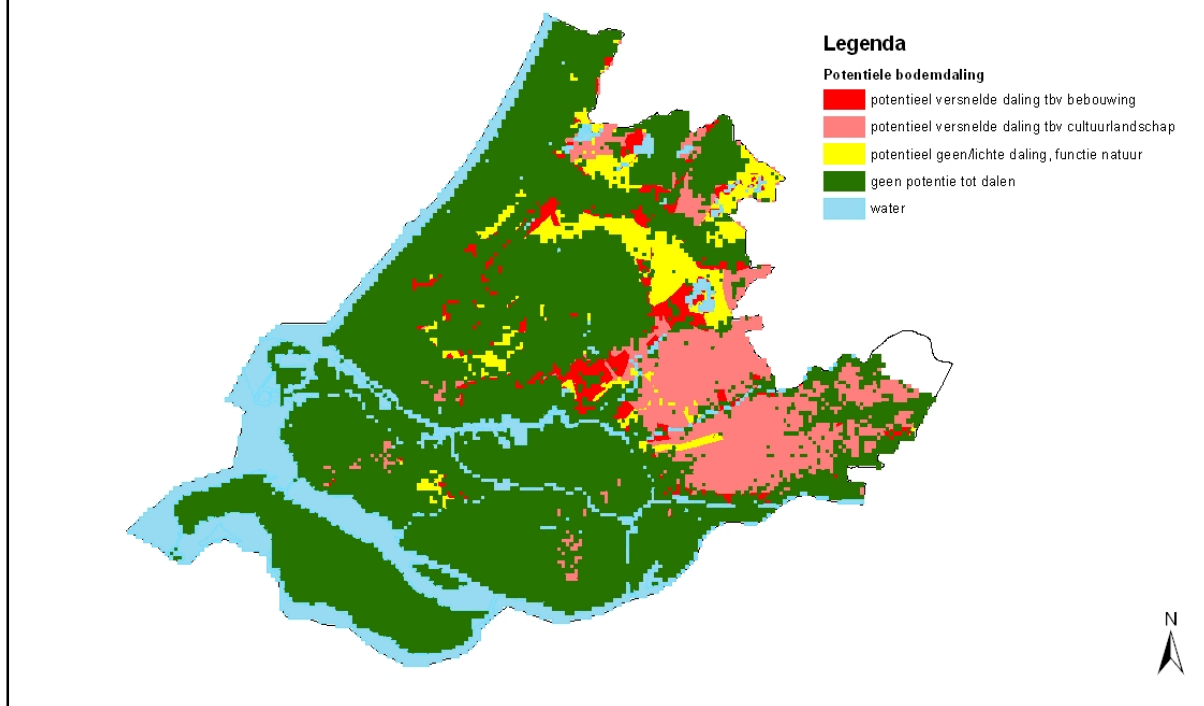 Legenda
Potentiele bodemdaling
potentieel versnelde daling tbv bebouwing
potentieel versnelde daling tbv cultuurlandschap
potentieel geen/lichte daling, functie natuur
geen potentie tot dalen
water
N